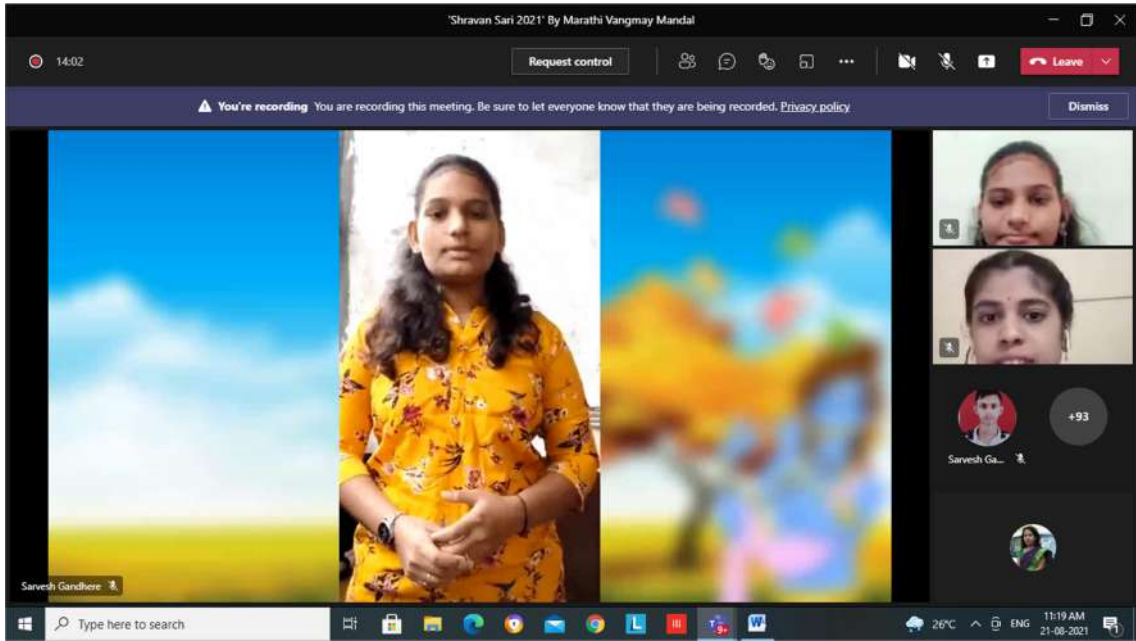 'Shravan Sari 2021' By Marathi Vangmay Mandal
14:02
Request control
Leave
You're recording You are recording this meeting. Be sure to let everyone know that they are being recorded. Privacy policy
Dismiss
+93
Sarvesh Ga...
Sarvesh Gandhere
Type here to search
L
9+
W
26°C
ENG
11:19 AM
21-08-2021
1